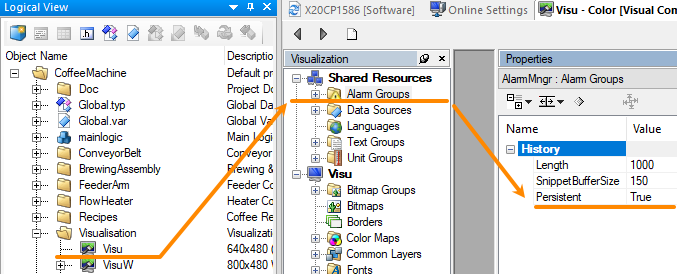 Logical View
Object Name
Descriptio
CoffeeMachine
Default pr
Doc
Project Do
Global.typ
Global da
Global.var
Global Va
mainlogic
Main Logi
ConveyorBelt
Conveyor
BrewingAssembly
Brewing A
FeederArm
Feeder Co
FlowHeater
Heater Co
Recipes
Coffee Re
Visualisation
Visualizati
Visu
640x480 (
VisuW
800x480 V
X20CP1586 [Software]
Online Settings
Visu - Color [Visual Com
Visualization
Shared Resources
Alarm Groups
Data Sources
Languages
Text Groups
Unit Groups
Visu
Bitmap Groups
Bitmaps
Borders
Color Maps
Common Layers
Fonts
Properties
AlarmMngr : Alarm Groups
Name
Value
History
Length
1000
SnippetBufferSize
150
Persistent
True